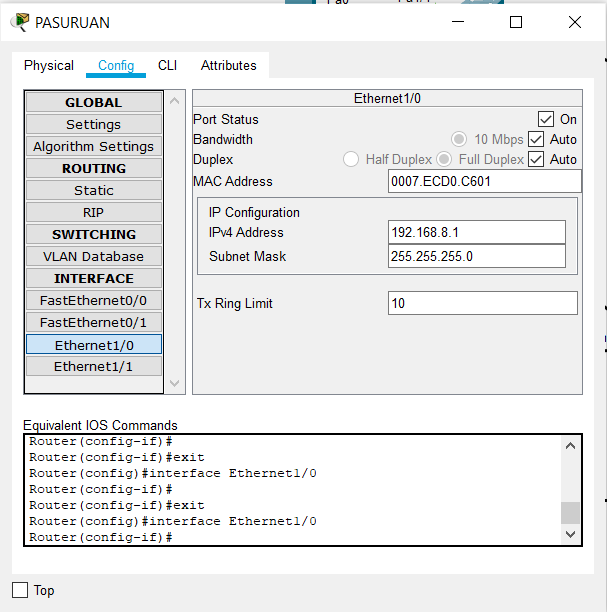 PASURUAN
Physical Config CLI Attributes
GLOBAL
Settings
Algorithm Settings
ROUTING
Static
RIP
SWITCHING
VLAN Database
INTERFACE
FastEthernet0/0
FastEthernet0/1
Ethernet1/0
Ethernet1/1
Ethernet1/0
Port Status On
Bandwidth 10 Mbps Auto
Duplex Half Duplex Full Duplex Auto
MAC Address 0007.ECD0.C601
IP Configuration
IPv4 Address 192.168.8.1
Subnet Mask 255.255.255.0
Tx Ring Limit 10
Equivalent IOS Commands
Router(config-if)#
Router(config-if)#exit
Router(config)#interface Ethernet1/0
Router(config-if)#
Router(config-if)#exit
Router(config)#interface Ethernet1/0
Router(config-if)#
Top